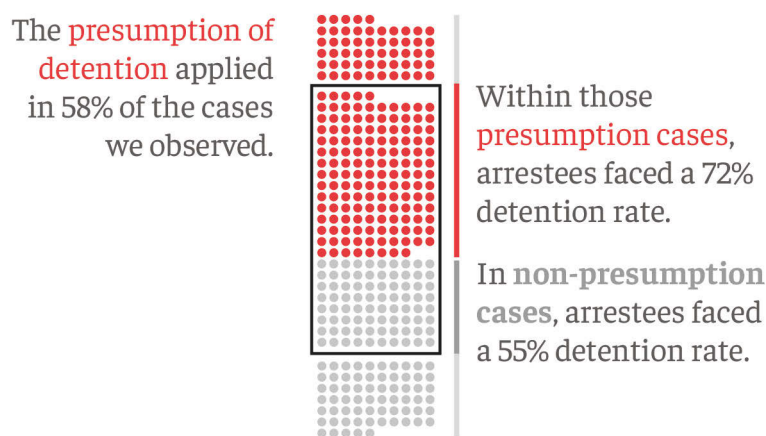 The presumption of
detention applied
in 58% of the cases
we observed.
Within those
presumption cases,
arrestees faced a 72%
detention rate.
In non-presumption
cases, arrestees faced
a 55% detention rate.